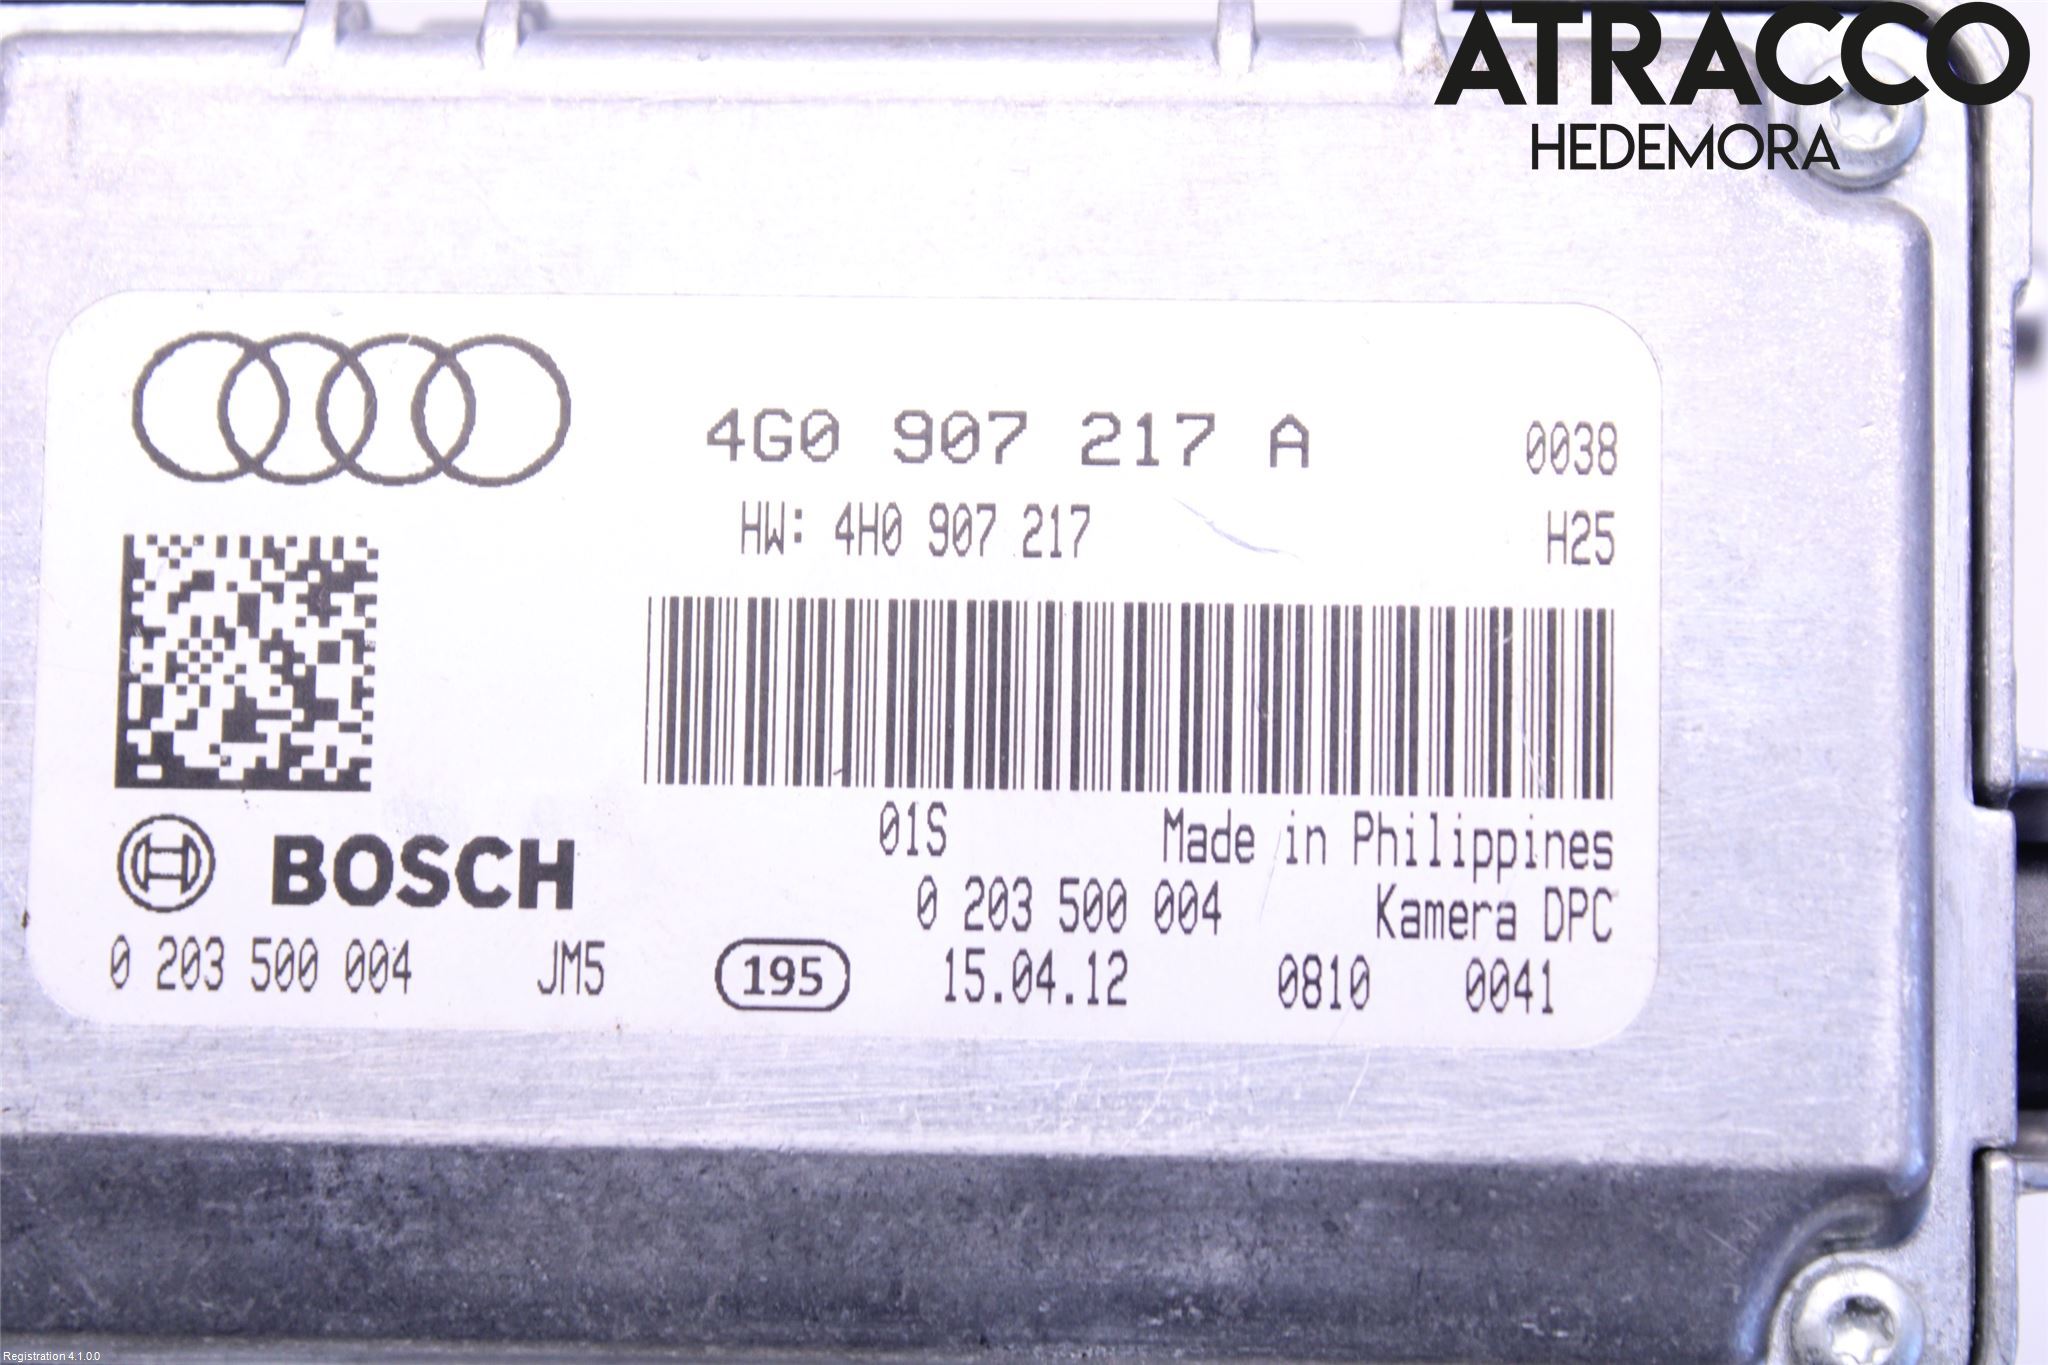 ATRACCO
HEDEMORA
4G0 907 217 A 0038
HW: 4H0 907 217 H25
01S Made in Philippines
BOSCH
0 203 500 004 Kamera DPC
0 203 500 004 JM5 195 15.04.12 0810 0041
Registration 4.1.0.0